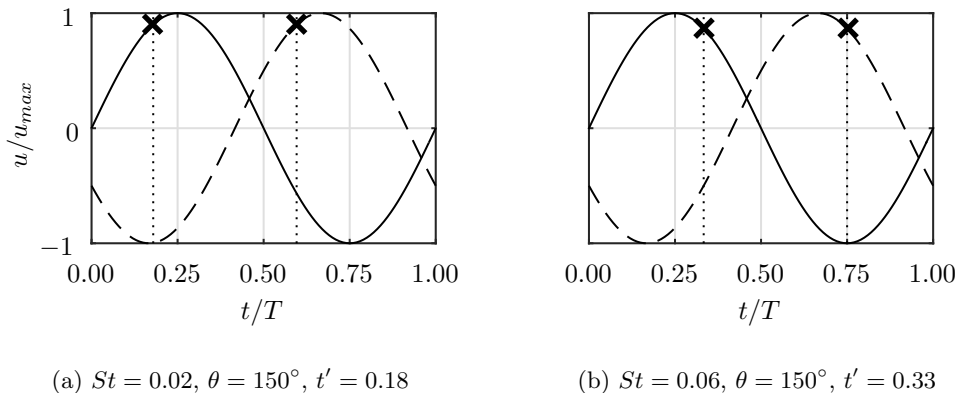 1
0
−1
u/u_max
0.00 0.25 0.50 0.75 1.00
t/T
(a) St = 0.02, θ = 150°, t′ = 0.18
0.00 0.25 0.50 0.75 1.00
t/T
(b) St = 0.06, θ = 150°, t′ = 0.33